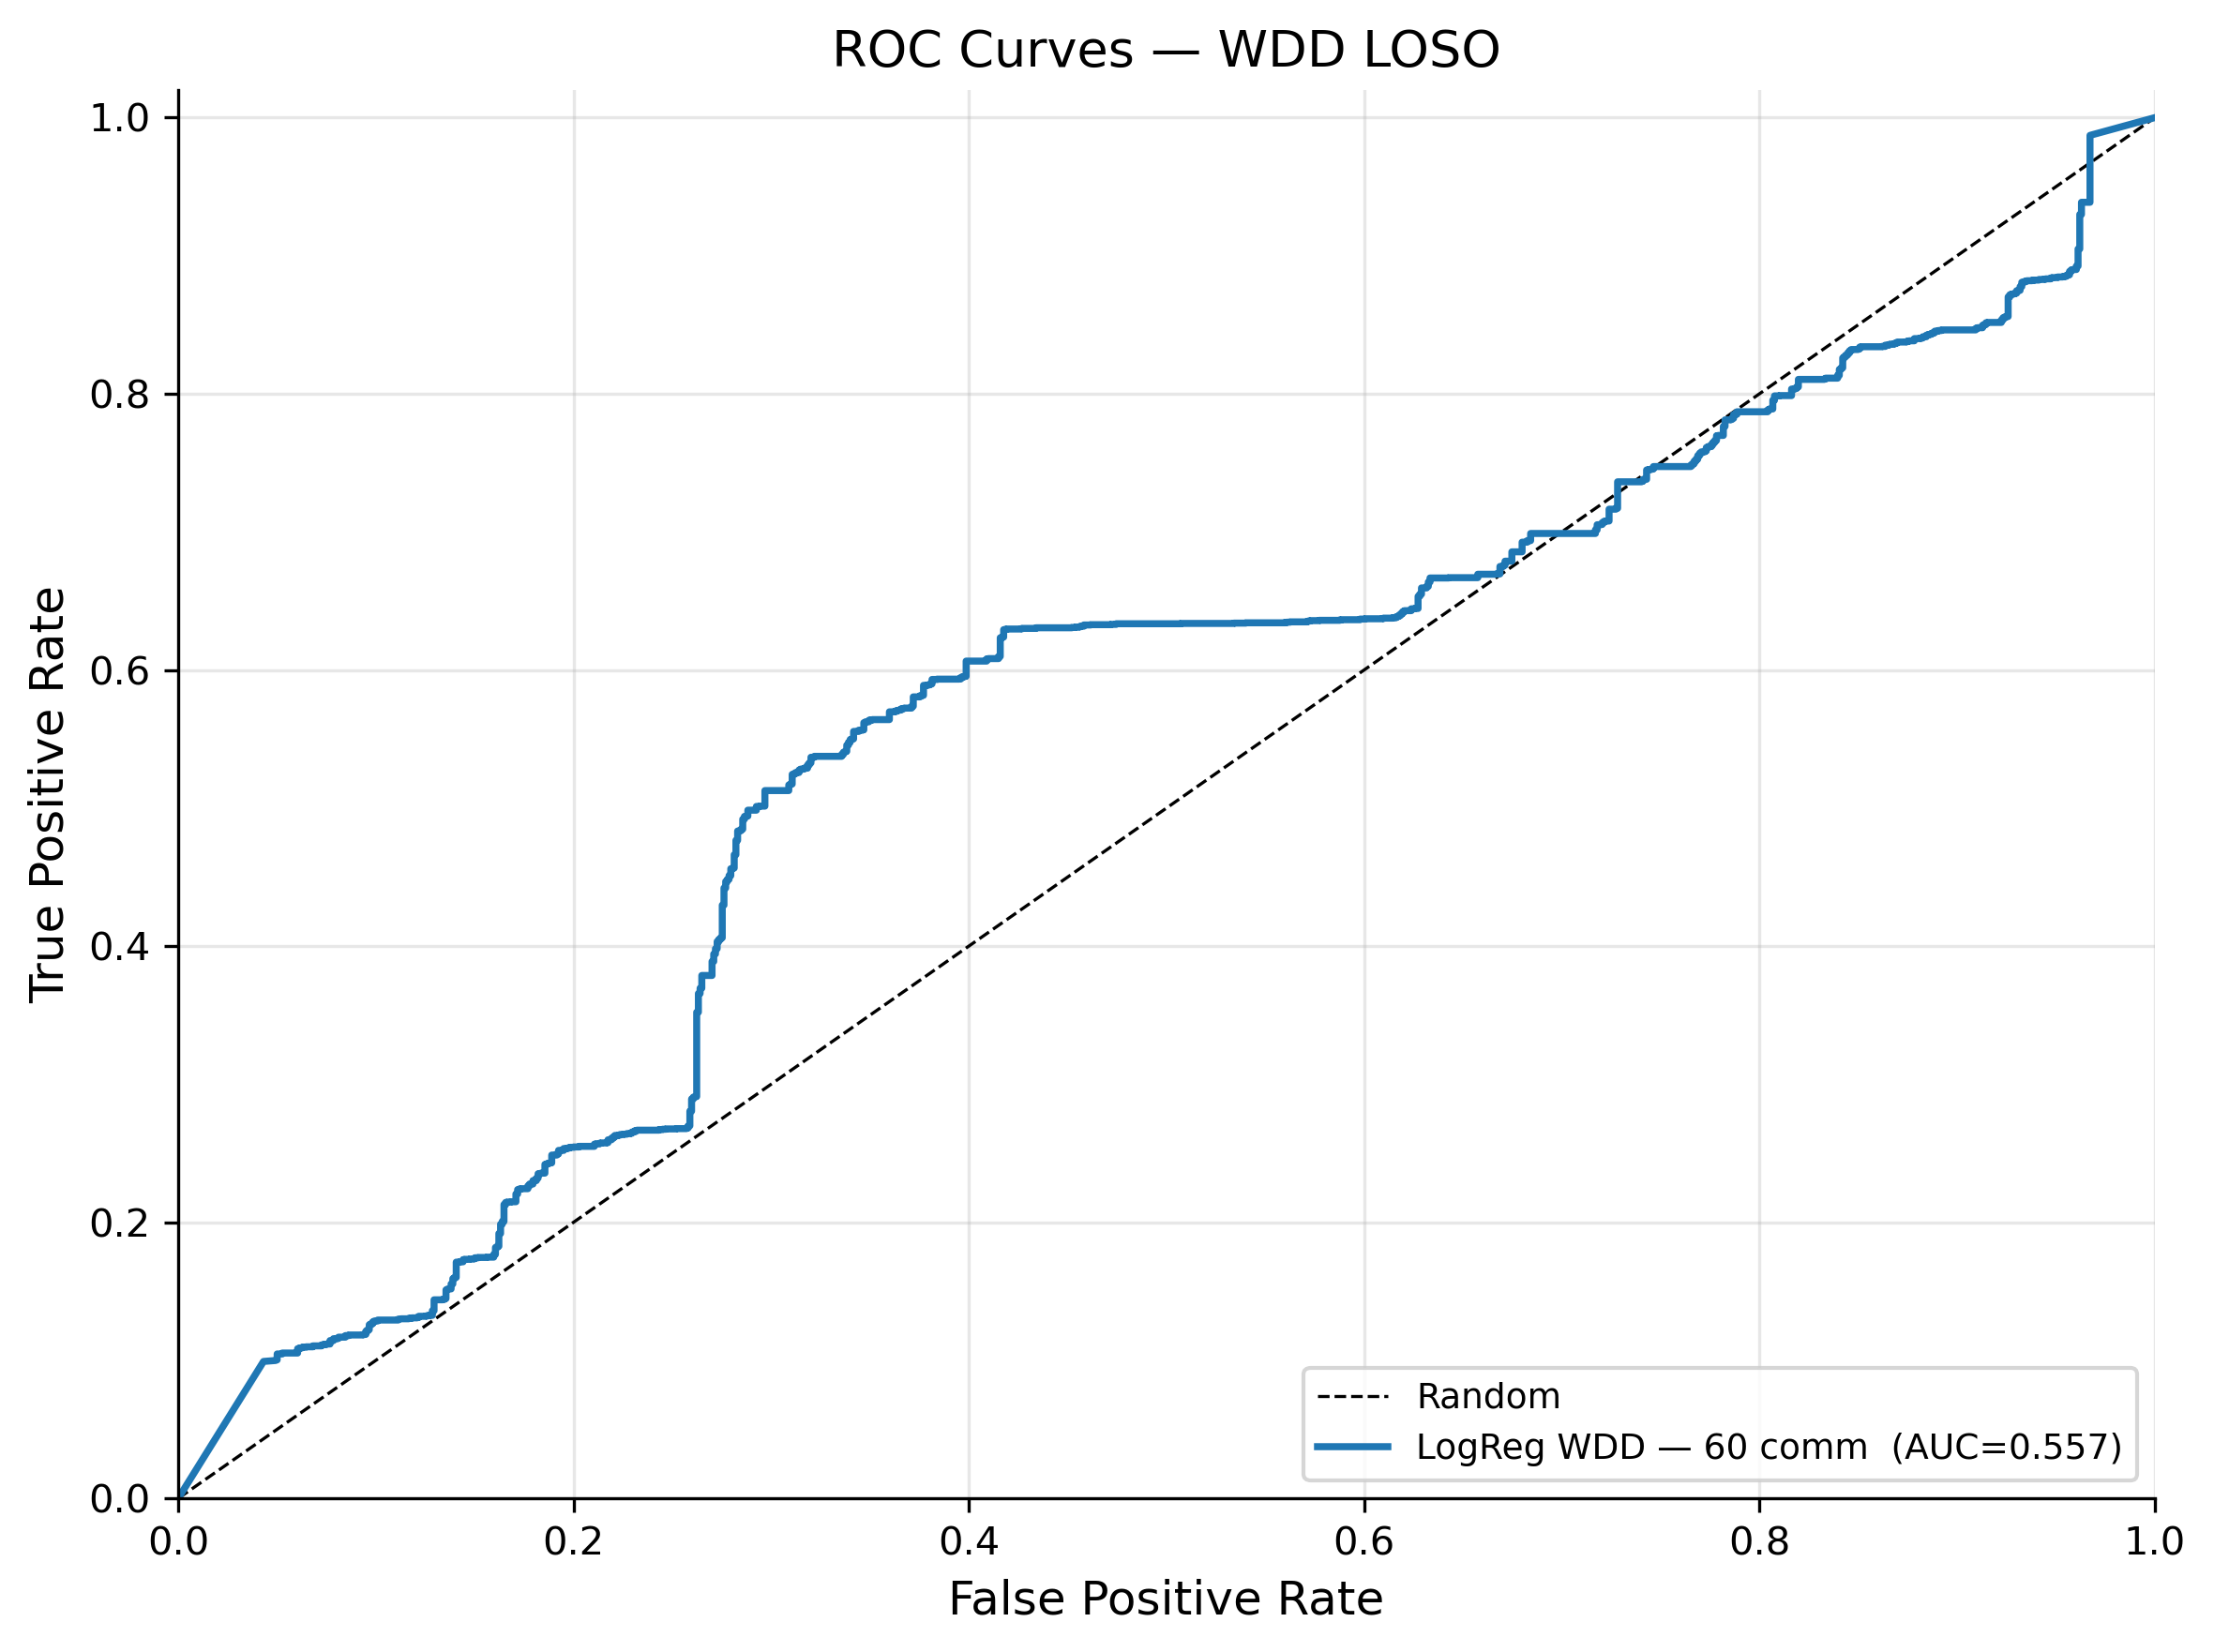 ROC Curves — WDD LOSO
1.0
0.8
0.6
0.4
0.2
0.0
True Positive Rate
0.0 0.2 0.4 0.6 0.8 1.0
False Positive Rate
Random
LogReg WDD — 60 comm (AUC=0.557)